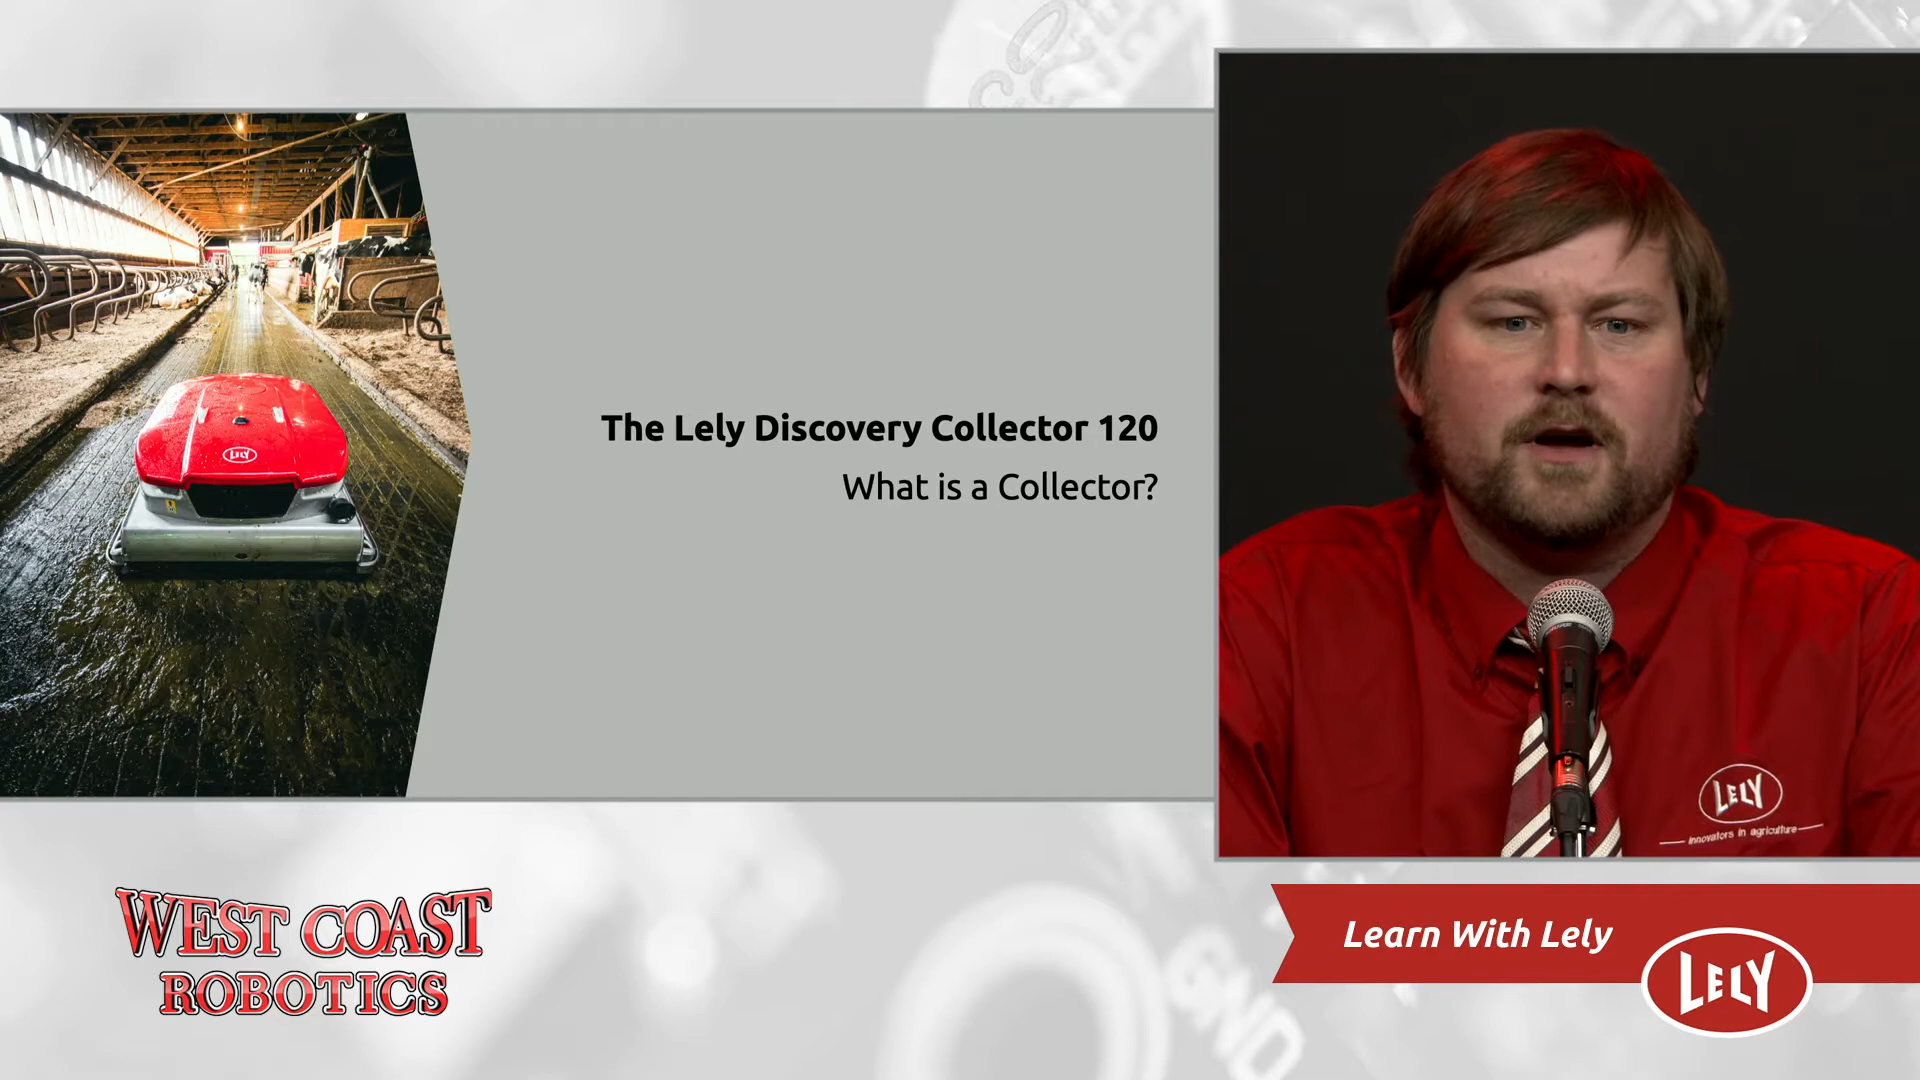 The Lely Discovery Collector 120
What is a Collector?
LELY
LELY
innovators in agriculture
WEST COAST
ROBOTICS
Learn With Lely
LELY
GND